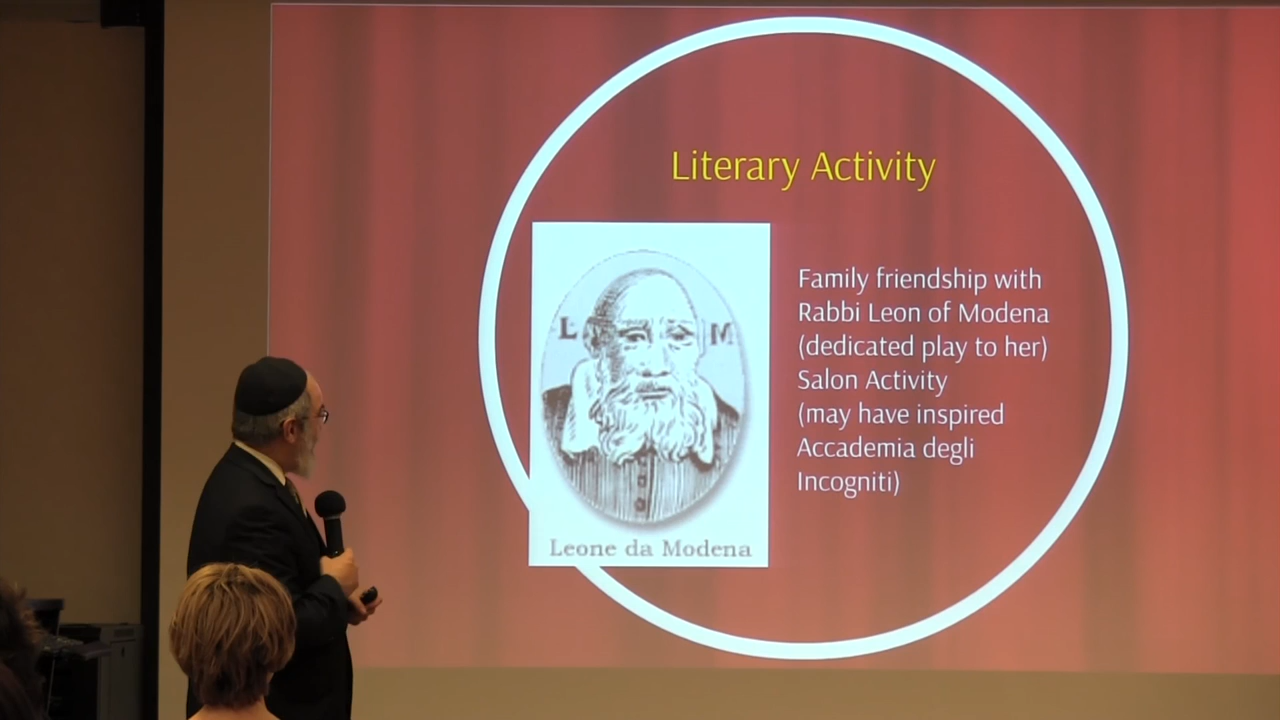 Literary Activity
L
M
Leone da Modena
Family friendship with
Rabbi Leon of Modena
(dedicated play to her)
Salon Activity
(may have inspired
Accademia degli
Incogniti)